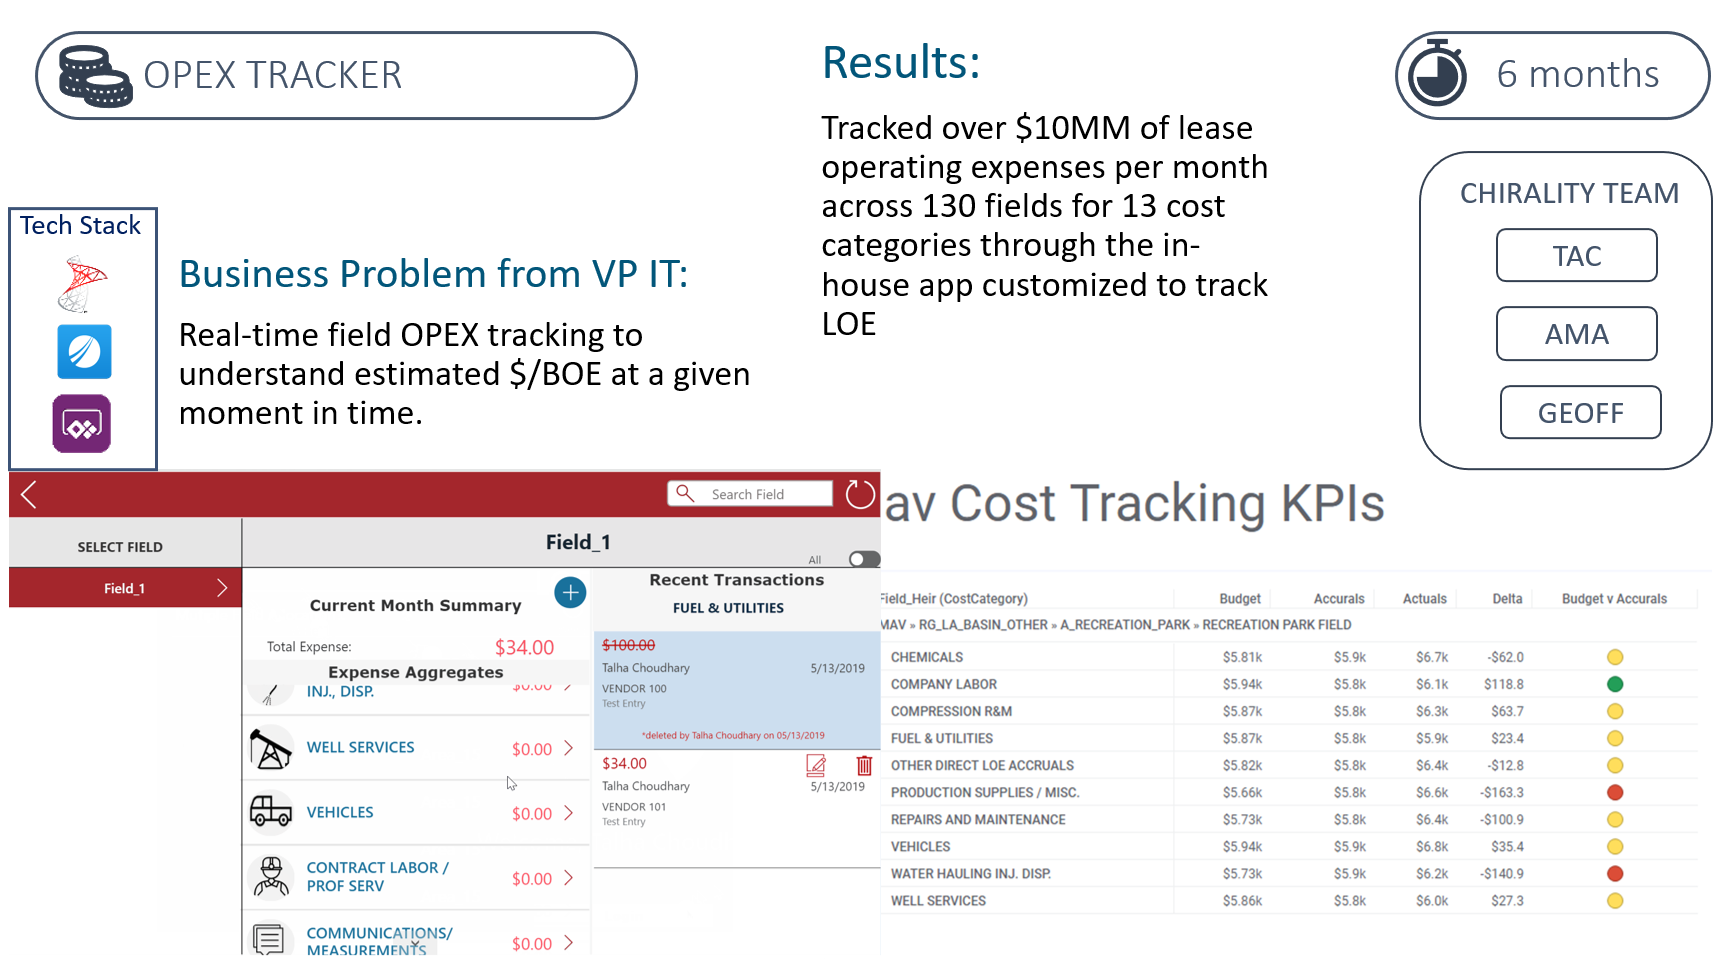 OPEX TRACKER
Results:
6 months
Tracked over $10MM of lease
operating expenses per month
across 130 fields for 13 cost
categories through the in-
house app customized to track
LOE
CHIRALITY TEAM
TAC
AMA
GEOFF
Tech Stack
Business Problem from VP IT:
Real-time field OPEX tracking to
understand estimated $/BOE at a given
moment in time.
Search Field
SELECT FIELD
Field_1
Field_1
All
Current Month Summary
Total Expense: $34.00
Expense Aggregates
INJ., DISP. $0.00
WELL SERVICES $0.00
VEHICLES $0.00
CONTRACT LABOR /
PROF SERV $0.00
COMMUNICATIONS/
MEASUREMENTS $0.00
Recent Transactions
FUEL & UTILITIES
$100.00
Talha Choudhary 5/13/2019
VENDOR 100
Test Entry
*deleted by Talha Choudhary on 05/13/2019
$34.00
Talha Choudhary 5/13/2019
VENDOR 101
Test Entry
av Cost Tracking KPIs
Field_Heir (CostCategory) Budget Accurals Actuals Delta Budget v Accurals
MAV » RG_LA_BASIN_OTHER » A_RECREATION_PARK » RECREATION PARK FIELD
CHEMICALS $5.81k $5.9k $6.7k -$62.0
COMPANY LABOR $5.94k $5.8k $6.1k $118.8
COMPRESSION R&M $5.87k $5.8k $6.3k $63.7
FUEL & UTILITIES $5.87k $5.8k $5.9k $23.4
OTHER DIRECT LOE ACCRUALS $5.82k $5.8k $6.4k -$12.8
PRODUCTION SUPPLIES / MISC. $5.66k $5.8k $6.6k -$163.3
REPAIRS AND MAINTENANCE $5.73k $5.8k $6.4k -$100.9
VEHICLES $5.94k $5.9k $6.8k $35.4
WATER HAULING INJ. DISP. $5.73k $5.9k $6.2k -$140.9
WELL SERVICES $5.86k $5.8k $6.0k $27.3